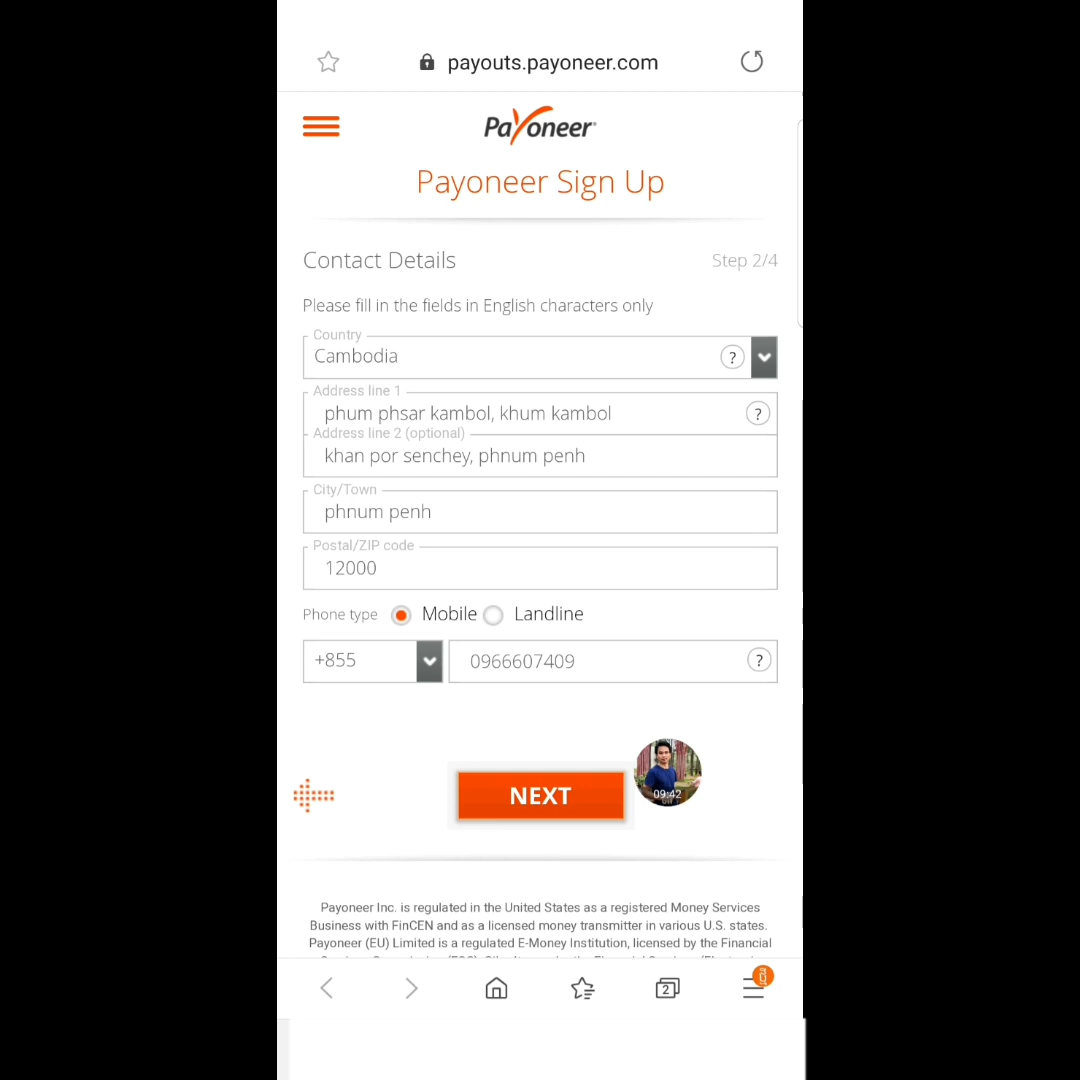 payouts.payoneer.com
Payoneer
Payoneer Sign Up
Contact Details
Step 2/4
Please fill in the fields in English characters only
Country
Cambodia
?
Address line 1
phum phsar kambol, khum kambol
?
Address line 2 (optional)
khan por senchey, phnum penh
City/Town
phnum penh
Postal/ZIP code
12000
Phone type Mobile Landline
+855
0966607409
?
09:42
NEXT
Payoneer Inc. is regulated in the United States as a registered Money Services
Business with FinCEN and as a licensed money transmitter in various U.S. states.
Payoneer (EU) Limited is a regulated E-Money Institution, licensed by the Financial
2